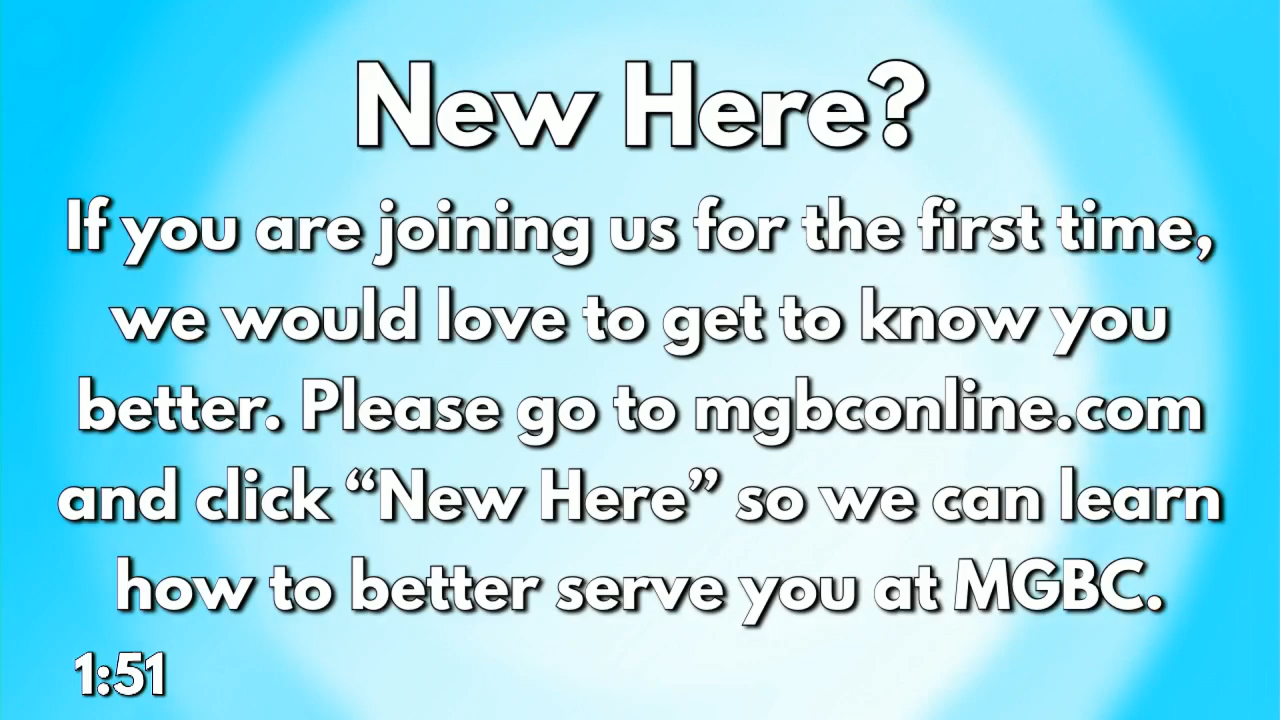 New Here?
If you are joining us for the first time,
we would love to get to know you
better. Please go to mgbconline.com
and click “New Here” so we can learn
how to better serve you at MGBC.
1:51